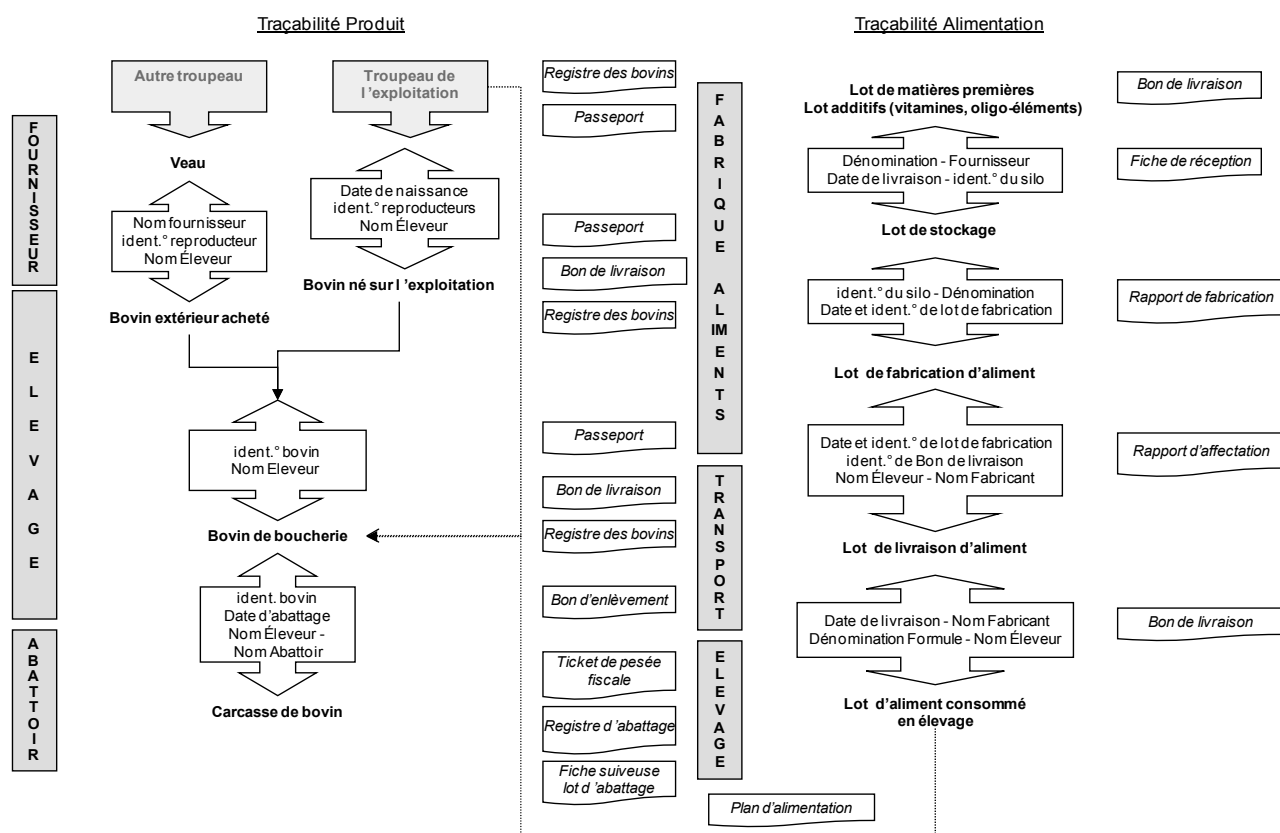 Traçabilité Produit
Autre troupeau
Troupeau de
l 'exploitation
Registre des bovins
Passeport
FOURNISSEUR
Veau
Nom fournisseur
ident.° reproducteur
Nom Éleveur
Date de naissance
ident.° reproducteurs
Nom Éleveur
Passeport
Bon de livraison
Registre des bovins
Bovin né sur l 'exploitation
Bovin extérieur acheté
ELEVAGE
ident.° bovin
Nom Eleveur
Passeport
Bon de livraison
Registre des bovins
Bovin de boucherie
ident. bovin
Date d'abattage
Nom Éleveur -
Nom Abattoir
Bon d'enlèvement
ABATTOIR
Ticket de pesée
fiscale
Carcasse de bovin
Registre d 'abattage
Fiche suiveuse
lot d 'abattage
Traçabilité Alimentation
FABRIQUE ALIMENTS
Lot de matières premières
Lot additifs (vitamines, oligo-éléments)
Bon de livraison
Dénomination - Fournisseur
Date de livraison - ident.° du silo
Fiche de réception
Lot de stockage
ident.° du silo - Dénomination
Date et ident.° de lot de fabrication
Rapport de fabrication
Lot de fabrication d'aliment
Date et ident.° de lot de fabrication
ident.° de Bon de livraison
Nom Éleveur - Nom Fabricant
Rapport d'affectation
TRANSPORT
Lot de livraison d'aliment
Date de livraison - Nom Fabricant
Dénomination Formule - Nom Éleveur
Bon de livraison
ELEVAGE
Lot d'aliment consommé
en élevage
Plan d'alimentation